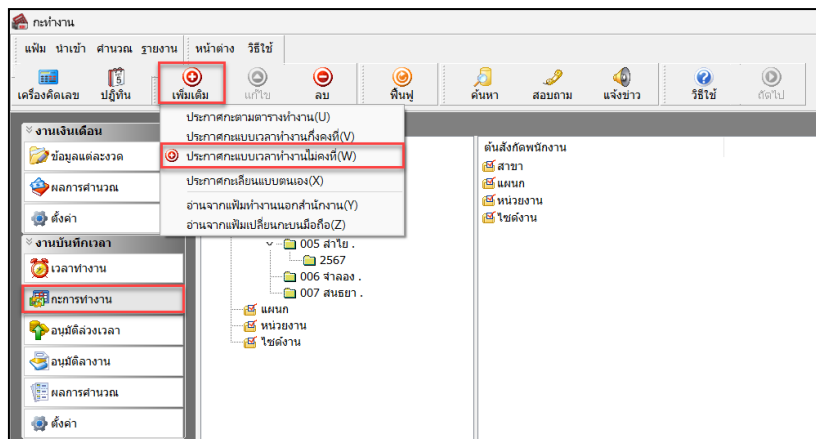 กะทำงาน
แฟ้ม นำเข้า คำนวณ รายงาน หน้าต่าง วิธีใช้
เครื่องคิดเลข ปฏิทิน เพิ่มเติม แก้ไข ลบ ฟื้นฟู ค้นหา สอบถาม แจ้งข่าว วิธีใช้ ถัดไป
ประกาศกะตามตารางทำงาน(U)
ประกาศกะแบบเวลาทำงานกึ่งคงที่(V)
ประกาศกะแบบเวลาทำงานไม่คงที่(W)
ประกาศกะเลียนแบบตนเอง(X)
อ่านจากแฟ้มทำงานนอกสำนักงาน(Y)
อ่านจากแฟ้มเปลี่ยนกะบนมือถือ(Z)
งานเงินเดือน
ข้อมูลแต่ละงวด
ผลการคำนวณ
ตั้งค่า
งานบันทึกเวลา
เวลาทำงาน
กะการทำงาน
อนุมัติล่วงเวลา
อนุมัติลางาน
ผลการคำนวณ
ตั้งค่า
005 ลำไย .
2567
006 จำลอง .
007 สนธยา .
แผนก
หน่วยงาน
ไซด์งาน
ต้นสังกัดพนักงาน
สาขา
แผนก
หน่วยงาน
ไซด์งาน